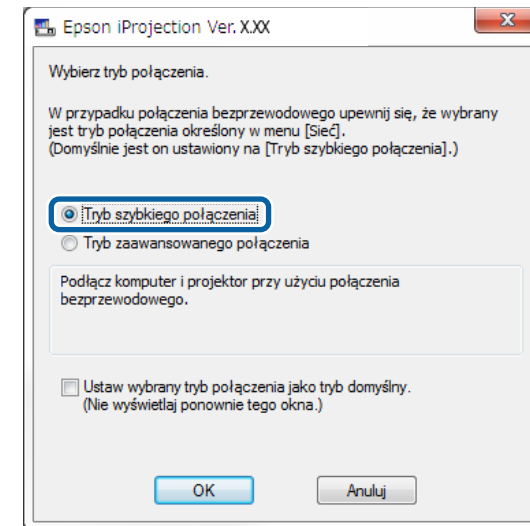 Epson iProjection Ver. X.XX
Wybierz tryb połączenia.
W przypadku połączenia bezprzewodowego upewnij się, że wybrany
jest tryb połączenia określony w menu [Sieć].
(Domyślnie jest on ustawiony na [Tryb szybkiego połączenia].)
Tryb szybkiego połączenia
Tryb zaawansowanego połączenia
Podłącz komputer i projektor przy użyciu połączenia
bezprzewodowego.
Ustaw wybrany tryb połączenia jako tryb domyślny.
(Nie wyświetlaj ponownie tego okna.)
OK Anuluj